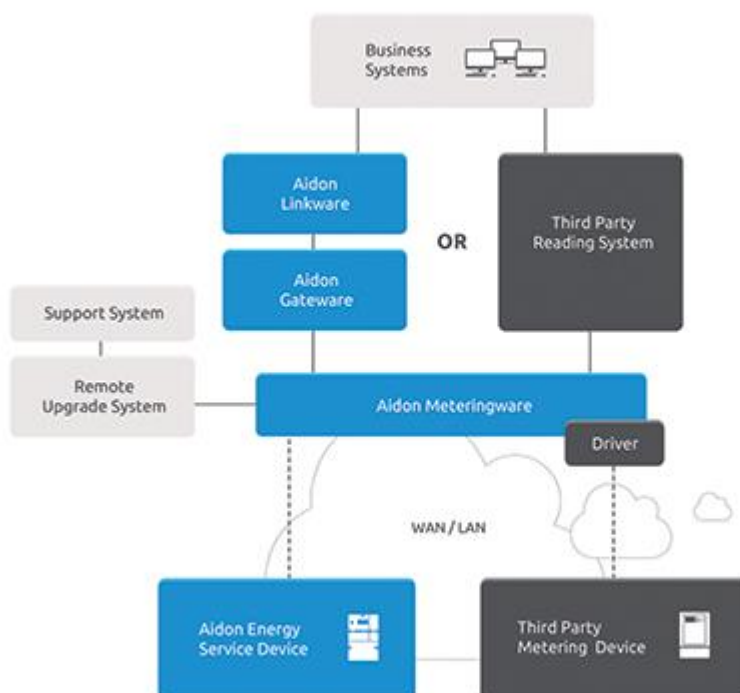 Business
Systems
Aidon
Linkware
OR
Third Party
Reading System
Aidon
Gateware
Support System
Remote
Upgrade System
Aidon Meteringware
Driver
WAN / LAN
Aidon Energy
Service Device
Third Party
Metering Device